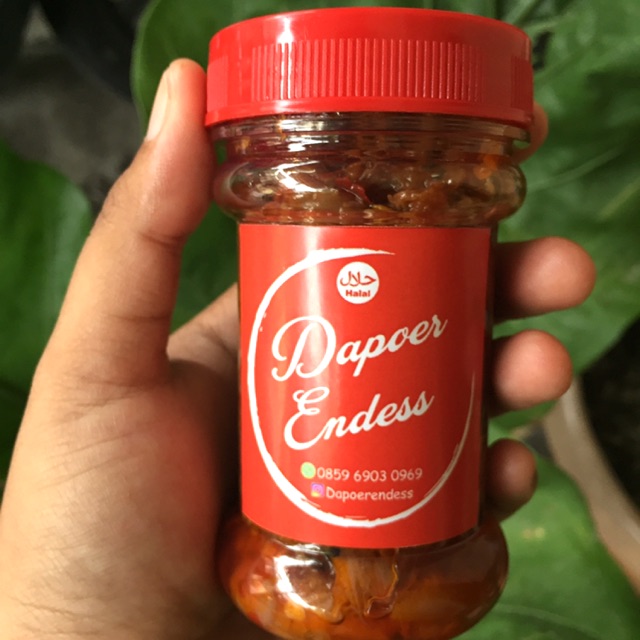 حلال
Halal
Dapoer
Endess
0859 6903 0969
Dapoerendess